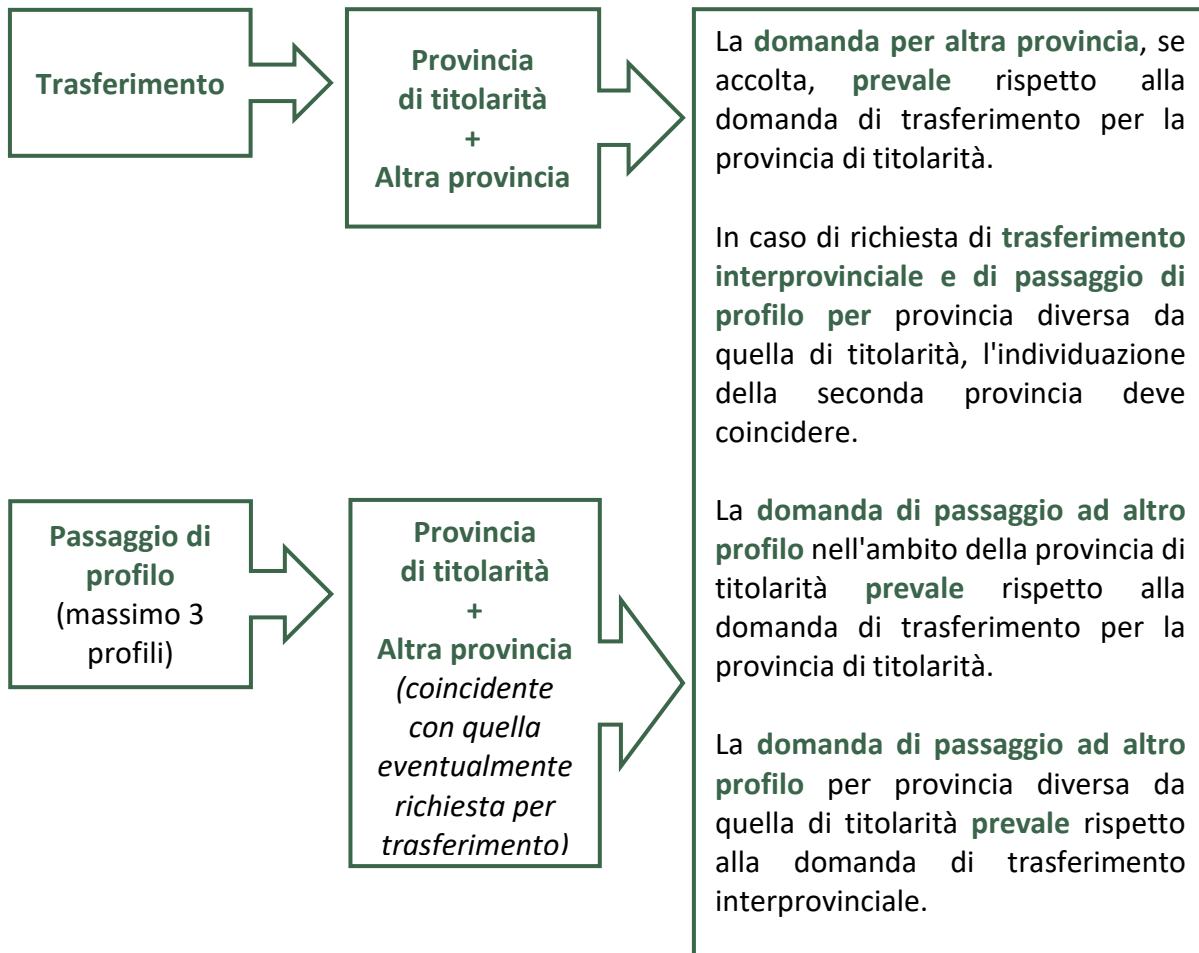 Trasferimento
Provincia
di titolarità
+
Altra provincia
La domanda per altra provincia, se
accolta, prevale rispetto alla
domanda di trasferimento per la
provincia di titolarità.
In caso di richiesta di trasferimento
interprovinciale e di passaggio di
profilo per provincia diversa da
quella di titolarità, l'individuazione
della seconda provincia deve
coincidere.
Passaggio di
profilo
(massimo 3
profili)
Provincia
di titolarità
+
Altra provincia
(coincidente
con quella
eventualmente
richiesta per
trasferimento)
La domanda di passaggio ad altro
profilo nell'ambito della provincia di
titolarità prevale rispetto alla
domanda di trasferimento per la
provincia di titolarità.
La domanda di passaggio ad altro
profilo per provincia diversa da
quella di titolarità prevale rispetto
alla domanda di trasferimento
interprovinciale.